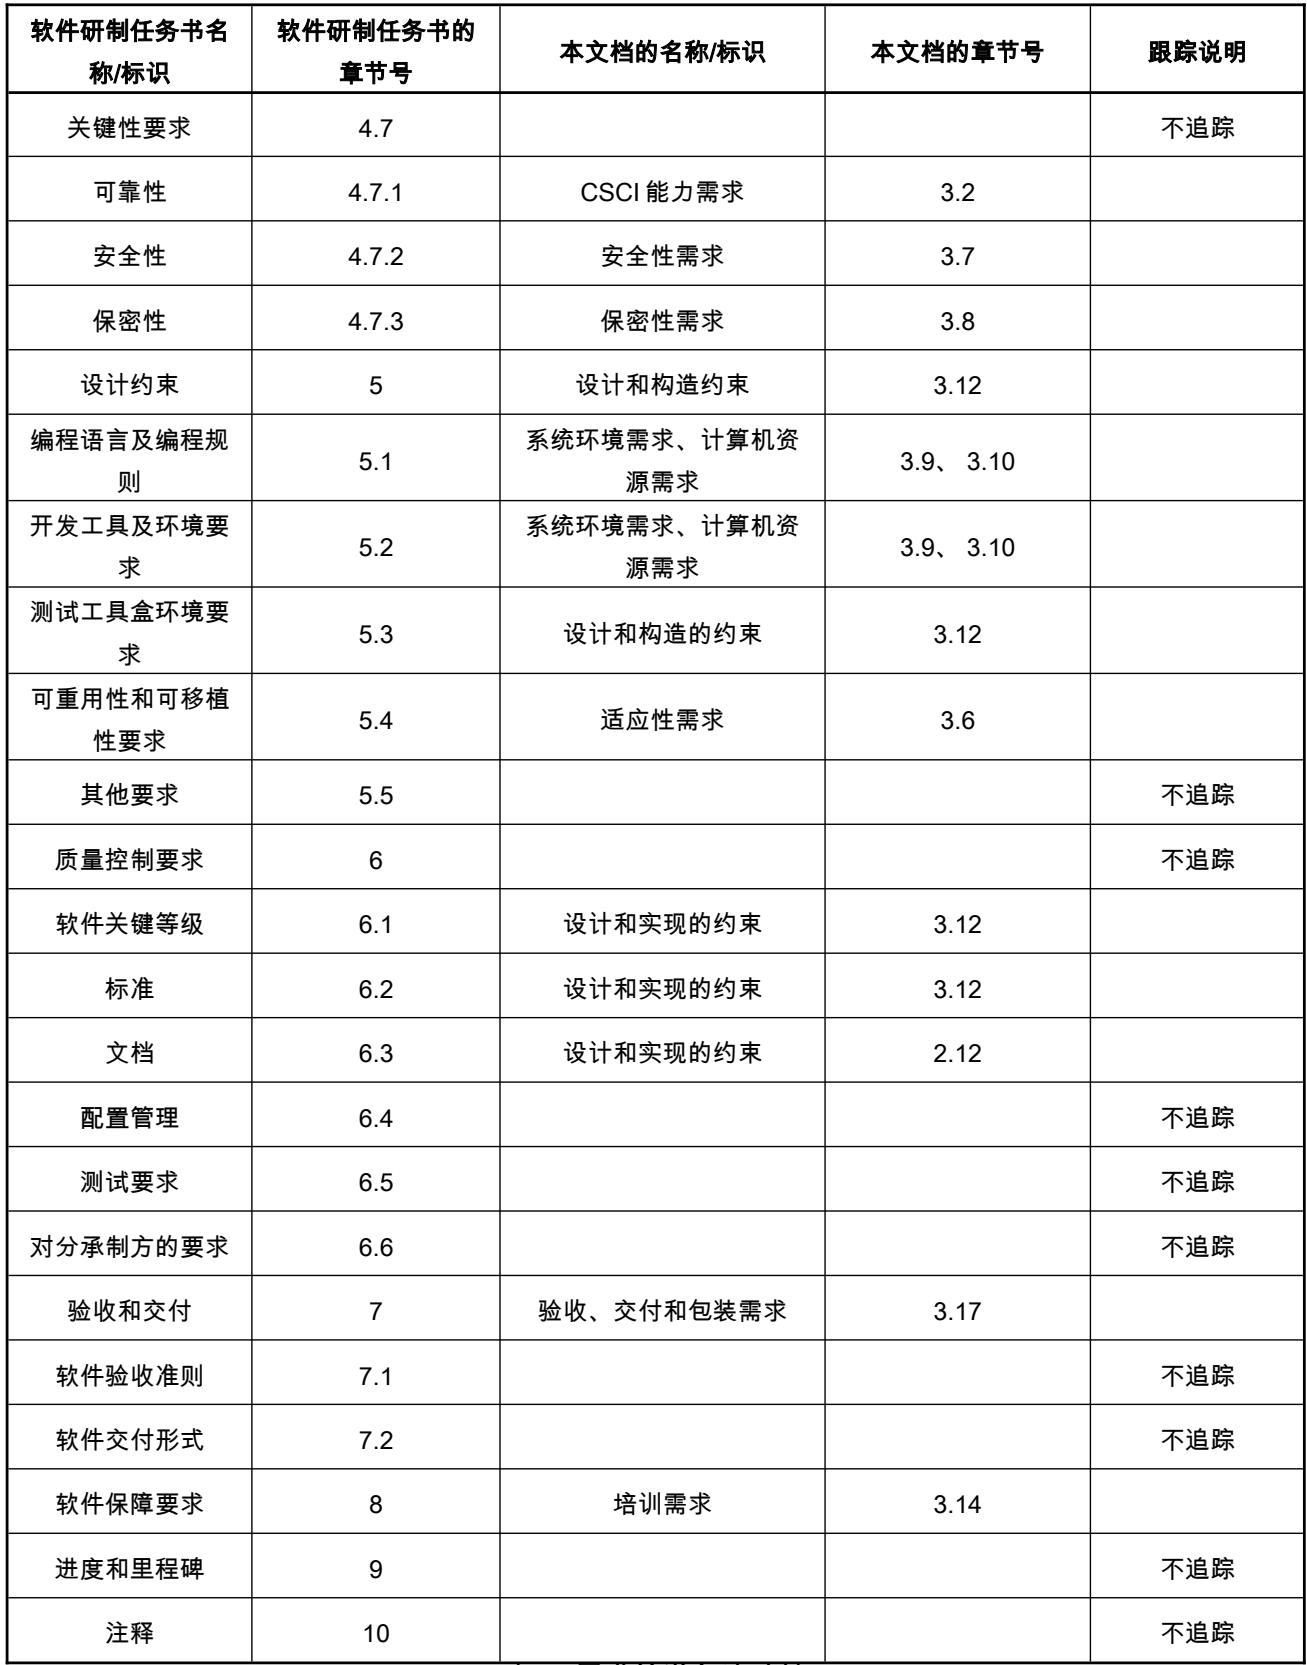 软件研制任务书名 软件研制任务书的 本文档的名称/标识 本文档的章节号 跟踪说明
称/标识 章节号
关键性要求 4.7 不追踪
可靠性 4.7.1 CSCI 能力需求 3.2
安全性 4.7.2 安全性需求 3.7
保密性 4.7.3 保密性需求 3.8
设计约束 5 设计和构造约束 3.12
编程语言及编程规 5.1 系统环境需求、计算机资 3.9、 3.10
则 源需求
开发工具及环境要 5.2 系统环境需求、计算机资 3.9、 3.10
求 源需求
测试工具盒环境要 5.3 设计和构造的约束 3.12
求
可重用性和可移植 5.4 适应性需求 3.6
性要求
其他要求 5.5 不追踪
质量控制要求 6 不追踪
软件关键等级 6.1 设计和实现的约束 3.12
标准 6.2 设计和实现的约束 3.12
文档 6.3 设计和实现的约束 2.12
配置管理 6.4 不追踪
测试要求 6.5 不追踪
对分承制方的要求 6.6 不追踪
验收和交付 7 验收、交付和包装需求 3.17
软件验收准则 7.1 不追踪
软件交付形式 7.2 不追踪
软件保障要求 8 培训需求 3.14
进度和里程碑 9 不追踪
注释 10 不追踪